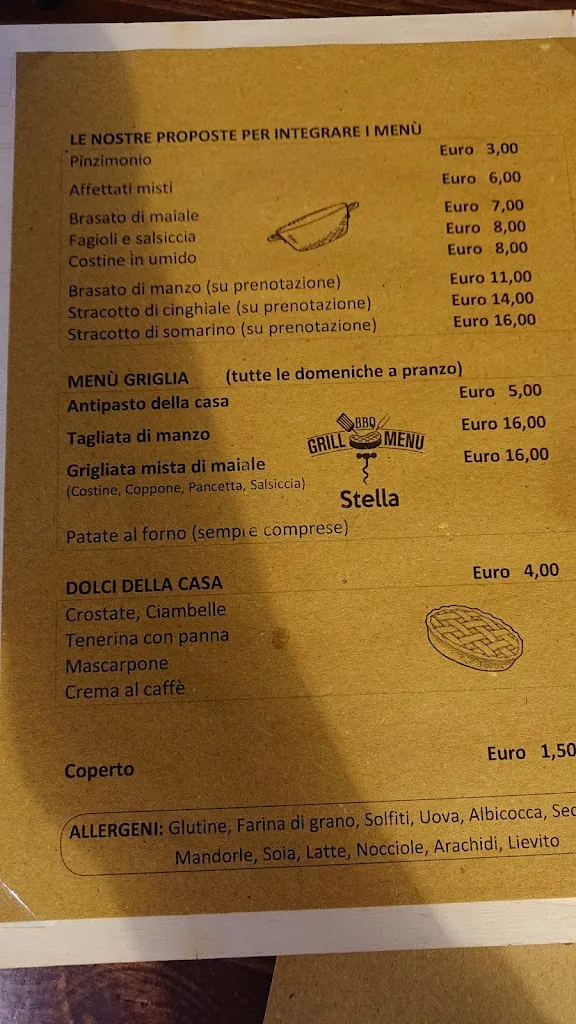 LE NOSTRE PROPOSTE PER INTEGRARE I MENÙ
Pinzimonio Euro 3,00
Affettati misti Euro 6,00
Brasato di maiale Euro 7,00
Fagioli e salsiccia Euro 8,00
Costine in umido Euro 8,00
Brasato di manzo (su prenotazione) Euro 11,00
Stracotto di cinghiale (su prenotazione) Euro 14,00
Stracotto di somarino (su prenotazione) Euro 16,00
MENÙ GRIGLIA (tutte le domeniche a pranzo)
Antipasto della casa Euro 5,00
Tagliata di manzo Euro 16,00
Grigliata mista di maiale Euro 16,00
(Costine, Coppone, Pancetta, Salsiccia)
BBQ
GRILL MENU
Stella
Patate al forno (sempre comprese)
DOLCI DELLA CASA Euro 4,00
Crostate, Ciambelle
Tenerina con panna
Mascarpone
Crema al caffè
Coperto Euro 1,50
ALLERGENI: Glutine, Farina di grano, Solfiti, Uova, Albicocca,
Mandorle, Soia, Latte, Nocciole, Arachidi, Lievito